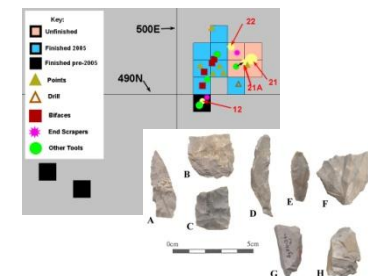 Key:
Unfinished
Finished 2005
Finished pre-2005
Points
Drill
Bifaces
End Scrapers
Other Tools
500E
490N
22
21
21A
12
A
B
C
D
E
F
G
H
0cm
5cm